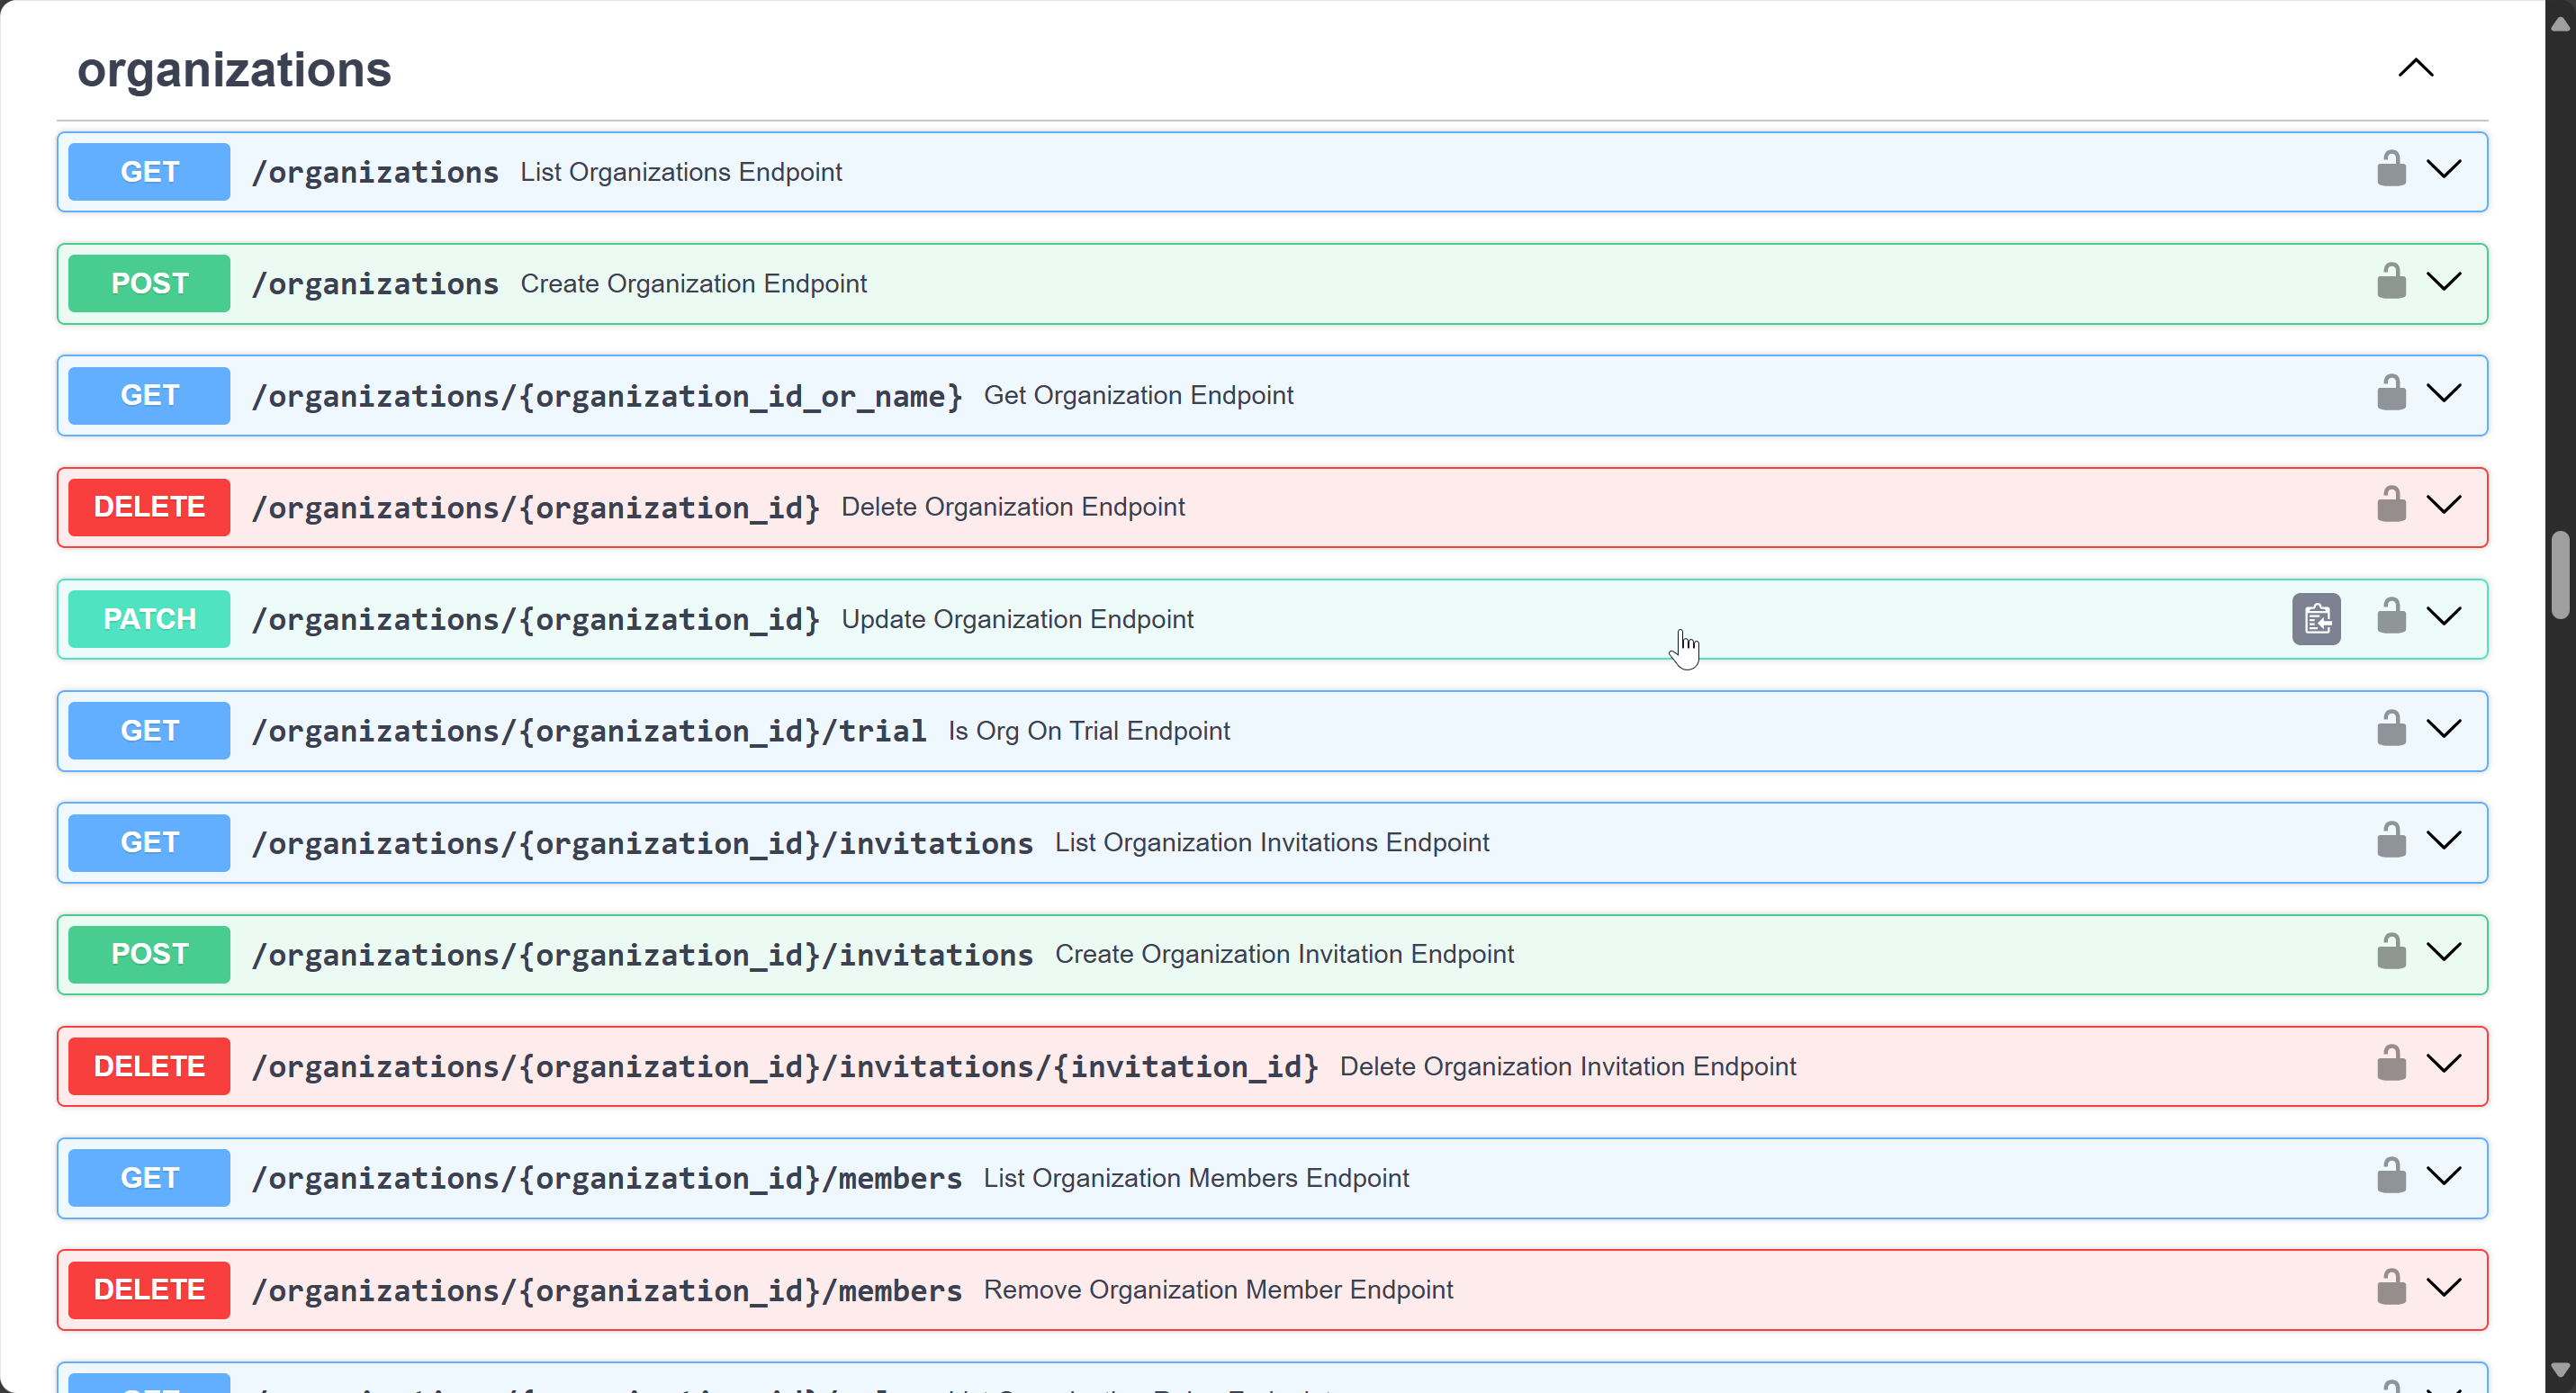 organizations
GET /organizations List Organizations Endpoint
POST /organizations Create Organization Endpoint
GET /organizations/{organization_id_or_name} Get Organization Endpoint
DELETE /organizations/{organization_id} Delete Organization Endpoint
PATCH /organizations/{organization_id} Update Organization Endpoint
GET /organizations/{organization_id}/trial Is Org On Trial Endpoint
GET /organizations/{organization_id}/invitations List Organization Invitations Endpoint
POST /organizations/{organization_id}/invitations Create Organization Invitation Endpoint
DELETE /organizations/{organization_id}/invitations/{invitation_id} Delete Organization Invitation Endpoint
GET /organizations/{organization_id}/members List Organization Members Endpoint
DELETE /organizations/{organization_id}/members Remove Organization Member Endpoint